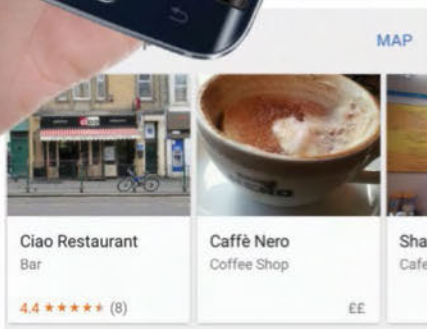 MAP
Ciao Restaurant
Bar
4.4 ★★★★★ (8)
Caffè Nero
Coffee Shop
££
Sha
Cafe